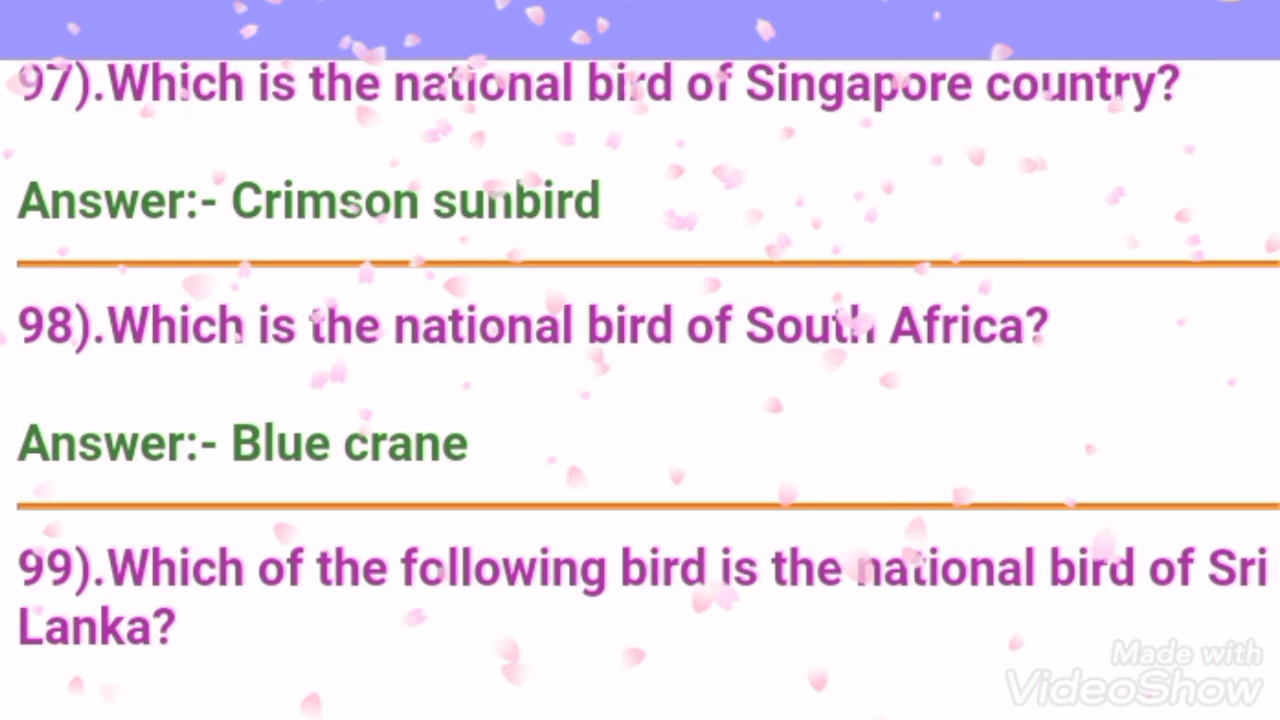 97).Which is the national bird of Singapore country?
Answer:- Crimson sunbird
98).Which is the national bird of South Africa?
Answer:- Blue crane
99).Which of the following bird is the national bird of Sri
Lanka?
Made with
VideoShow